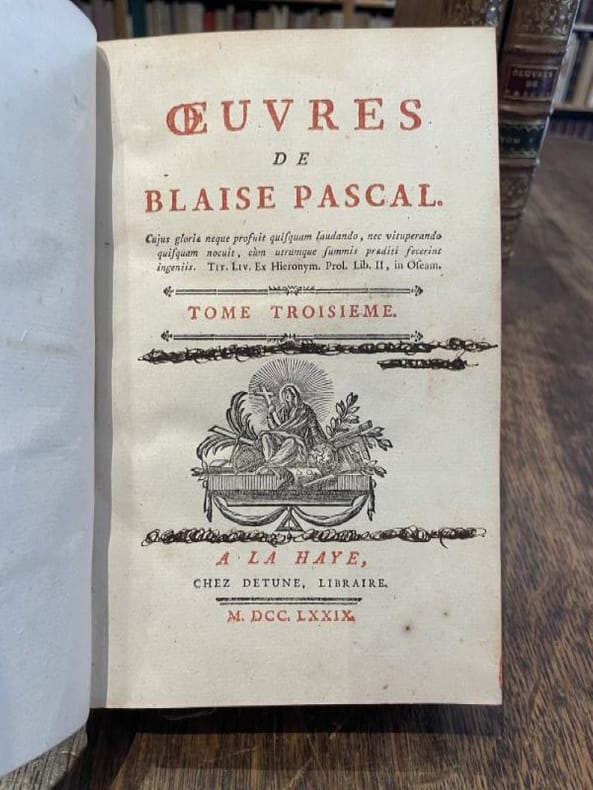 ŒUVRES
DE
BLAISE PASCAL.
Cujus gloriæ neque profuit quiſquam laudando, nec vituperando
quiſquam nocuit, cùm utrumque ſummis præditi fecerint
ingeniis. TIT. LIV. Ex Hieronym. Prol. Lib. II, in Oſeam.
TOME TROISIEME.
A LA HAYE,
CHEZ DETUNE, LIBRAIRE.
M. DCC. LXXIX.
ŒUVRES
DE